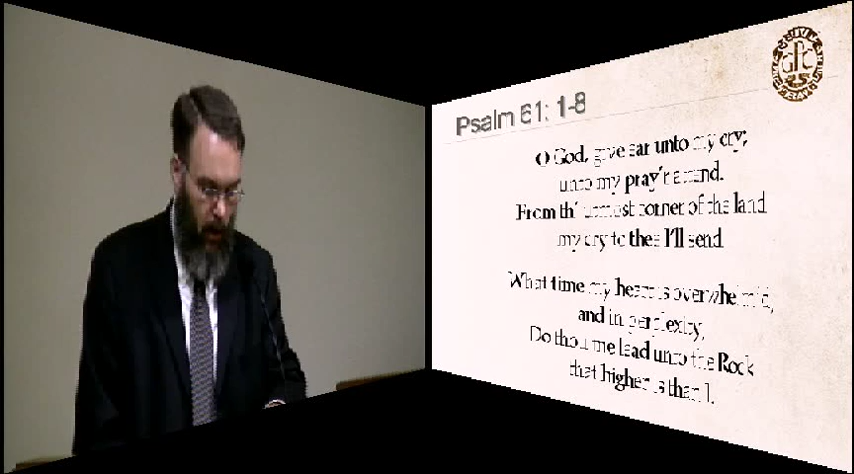 Psalm 61: 1-8
GPC
O God, give ear unto my cry;
unto my pray'r attend.
From th' utmost corner of the land
my cry to thee I'll send.
What time my heart is overwhelm'd,
and in perplexity,
Do thou me lead unto the Rock
that higher is than I.